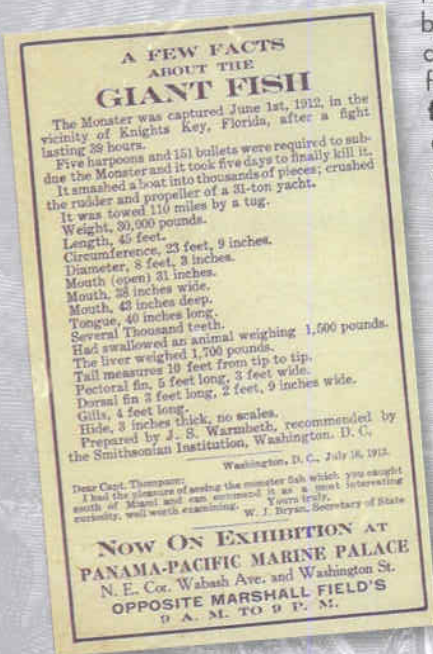 A FEW FACTS
ABOUT THE
GIANT FISH
The Monster was captured June 1st, 1912, in the
vicinity of Knights Key, Florida, after a fight
lasting 39 hours.
Five harpoons and 151 bullets were required to sub-
due the Monster and it took five days to finally kill it.
It smashed a boat into thousands of pieces; crushed
the rudder and propeller of a 31-ton yacht.
It was towed 110 miles by a tug.
Weight, 30,000 pounds.
Length, 45 feet.
Circumference, 23 feet, 9 inches.
Diameter, 8 feet, 3 inches.
Mouth (open) 31 inches.
Mouth, 38 inches wide.
Mouth, 43 inches deep.
Tongue, 40 inches long.
Several Thousand teeth.
Had swallowed an animal weighing 1,500 pounds.
The liver weighed 1,700 pounds.
Tail measures 10 feet from tip to tip.
Pectoral fin, 5 feet long, 3 feet wide.
Dorsal fin 3 feet long, 2 feet, 9 inches wide.
Gills, 4 feet long.
Hide, 3 inches thick, no scales.
Prepared by J. S. Warmbeth, recommended by
the Smithsonian Institution, Washington. D. C.
Washington, D. C., July 16, 1913.
Dear Capt. Thompson:
I had the pleasure of seeing the monster fish which you caught
south of Miami and can commend it as a most interesting
curiosity, well worth examining. Yours truly,
W. J. Bryan, Secretary of State
NOW ON EXHIBITION AT
PANAMA-PACIFIC MARINE PALACE
N. E. Cor. Wabash Ave. and Washington St.
OPPOSITE MARSHALL FIELD'S
9 A. M. TO 9 P. M.